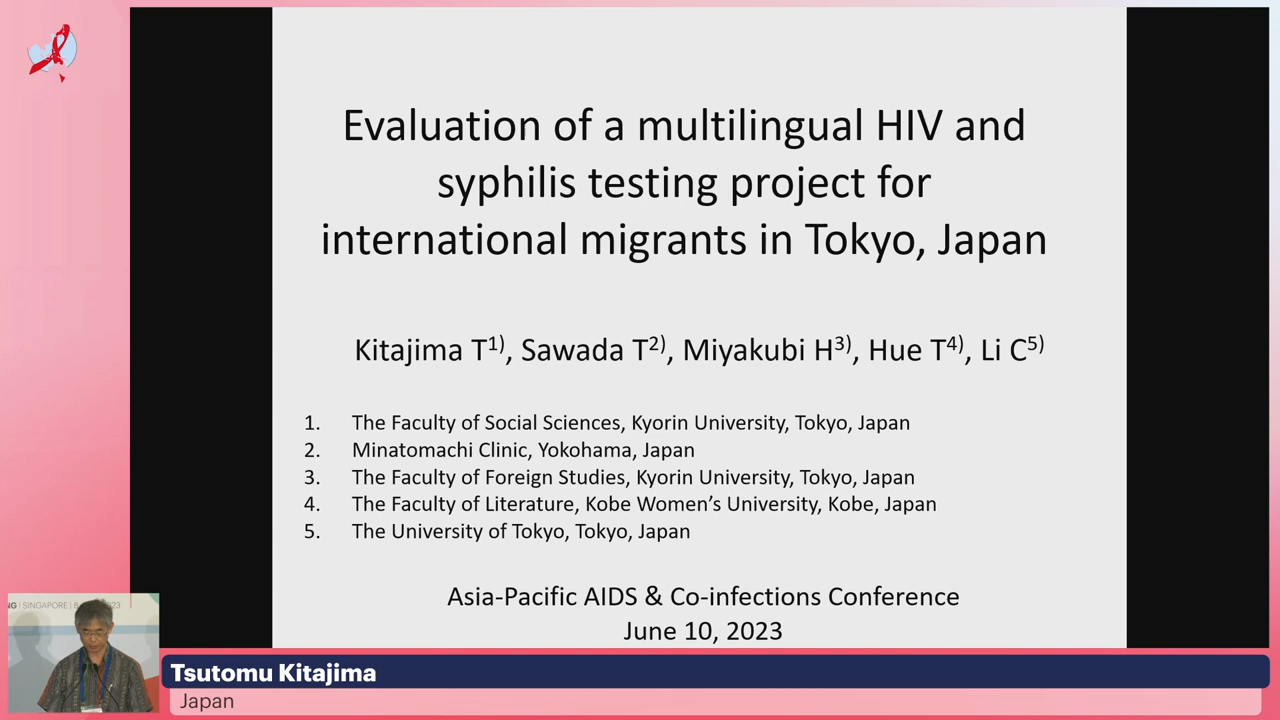 Evaluation of a multilingual HIV and
syphilis testing project for
international migrants in Tokyo, Japan
Kitajima T1), Sawada T2), Miyakubi H3), Hue T4), Li C5)
1. The Faculty of Social Sciences, Kyorin University, Tokyo, Japan
2. Minatomachi Clinic, Yokohama, Japan
3. The Faculty of Foreign Studies, Kyorin University, Tokyo, Japan
4. The Faculty of Literature, Kobe Women’s University, Kobe, Japan
5. The University of Tokyo, Tokyo, Japan
Asia-Pacific AIDS & Co-infections Conference
June 10, 2023
NG | SINGAPORE | 8 23
Tsutomu Kitajima
Japan